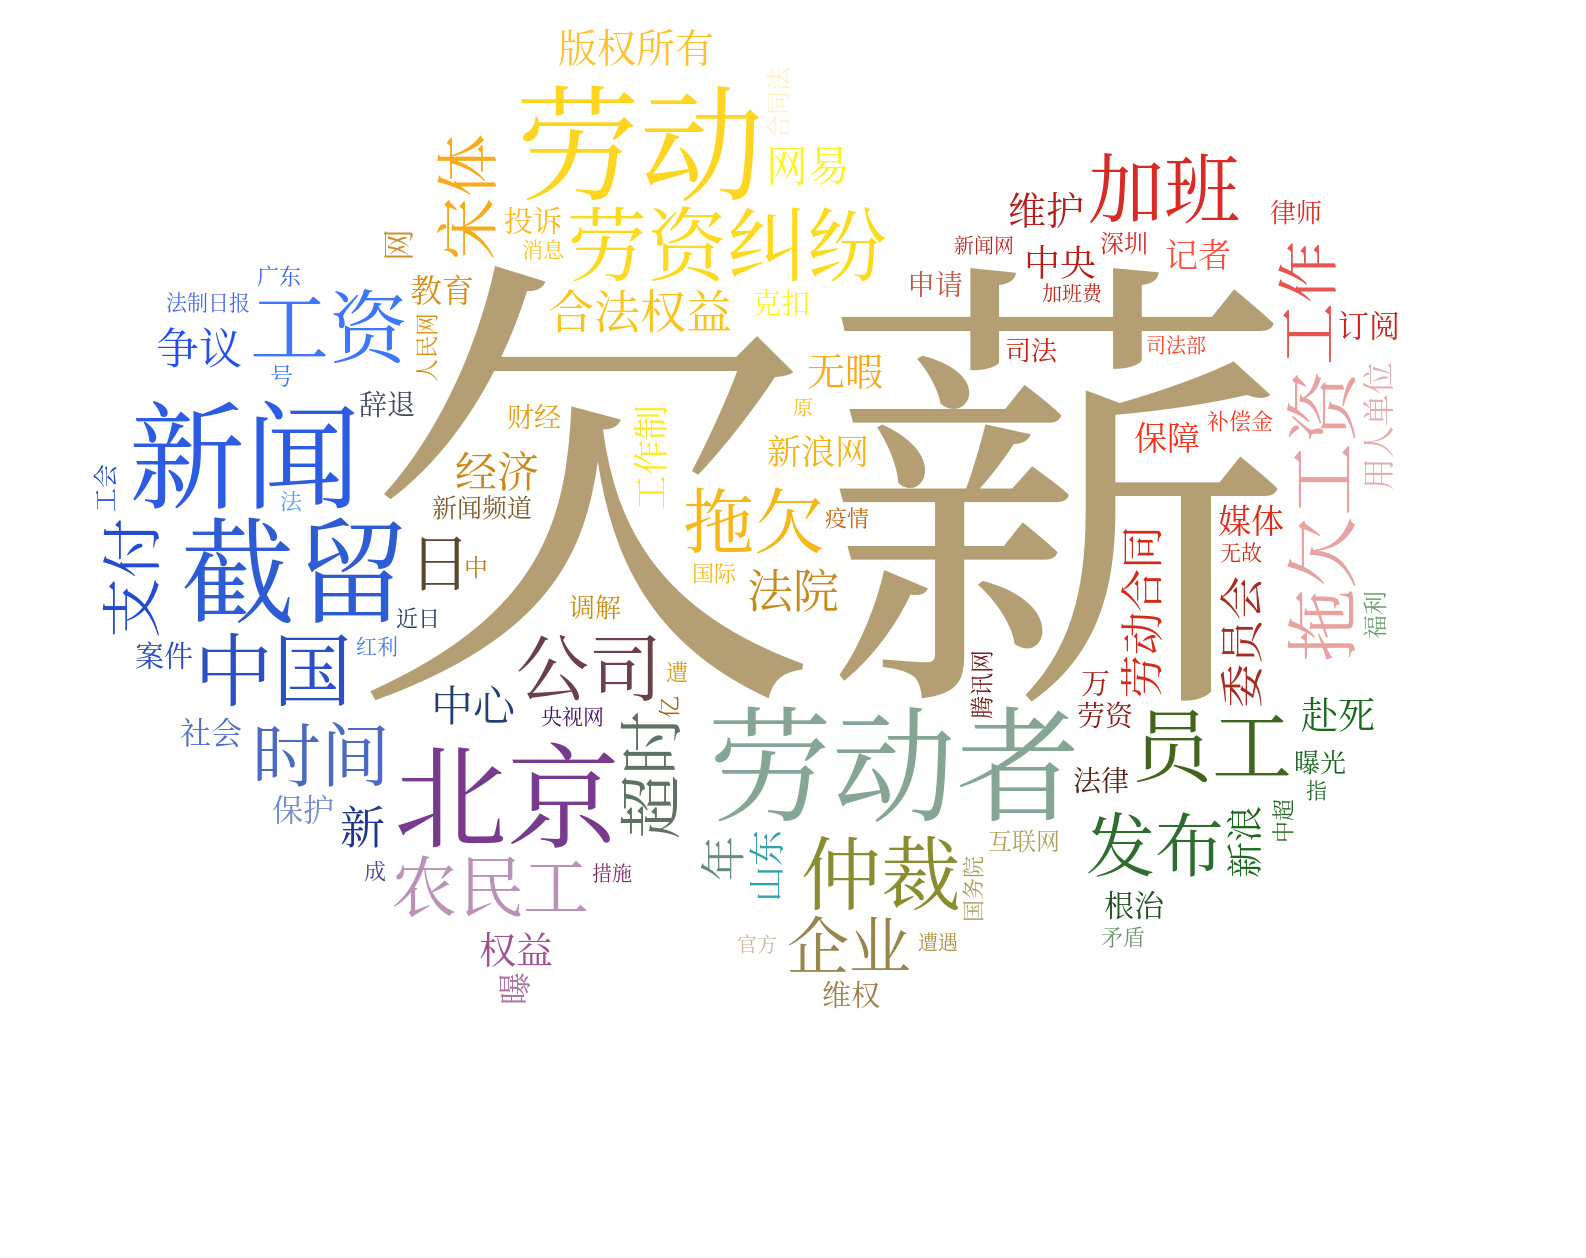 版权所有
劳动
合同法
宋体
网易
加班
维护
律师
投诉
劳资纠纷
消息
网
新闻网
中央
深圳
记者
工作
广东
教育
申请
法制日报
工资
合法权益
克扣
加班费
欠薪
争议
人民网
司法
司法部
订阅
号
无暇
辞退
财经
原
工作制
新闻
补偿金
保障
拖欠工资
用人单位
经济
新浪网
工会
法
新闻频道
拖欠
疫情
媒体
无故
截留
支付
日
中
国际
法院
劳动合同
委员会
福利
近日
调解
案件
中国
红利
公司
遭
腾讯网
万
中心
央视网
亿
劳资
员工
赴死
社会
时间
超时
劳动者
法律
曝光
指
北京
保护
新
发布
新浪
中超
成
农民工
措施
年
山东
仲裁
互联网
国务院
根治
权益
官方
企业
遭遇
矛盾
曝
维权